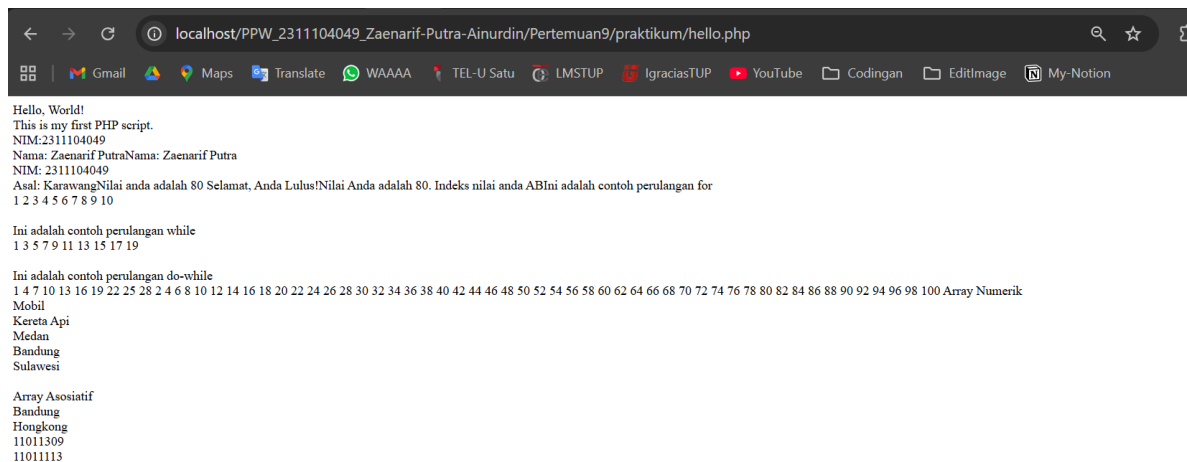 localhost/PPW_2311104049_Zaenarif-Putra-Ainurdin/Pertemuan9/praktikum/hello.php
Gmail Maps Translate WAAAA TEL-U Satu LMSTUP IgraciasTUP YouTube Codingan EditImage My-Notion
Hello, World!
This is my first PHP script.
NIM:2311104049
Nama: Zaenarif PutraNama: Zaenarif Putra
NIM: 2311104049
Asal: KarawangNilai anda adalah 80 Selamat, Anda Lulus!Nilai Anda adalah 80. Indeks nilai anda ABIni adalah contoh perulangan for
1 2 3 4 5 6 7 8 9 10
Ini adalah contoh perulangan while
1 3 5 7 9 11 13 15 17 19
Ini adalah contoh perulangan do-while
1 4 7 10 13 16 19 22 25 28 2 4 6 8 10 12 14 16 18 20 22 24 26 28 30 32 34 36 38 40 42 44 46 48 50 52 54 56 58 60 62 64 66 68 70 72 74 76 78 80 82 84 86 88 90 92 94 96 98 100 Array Numerik
Mobil
Kereta Api
Medan
Bandung
Sulawesi
Array Asosiatif
Bandung
Hongkong
11011309
11011113